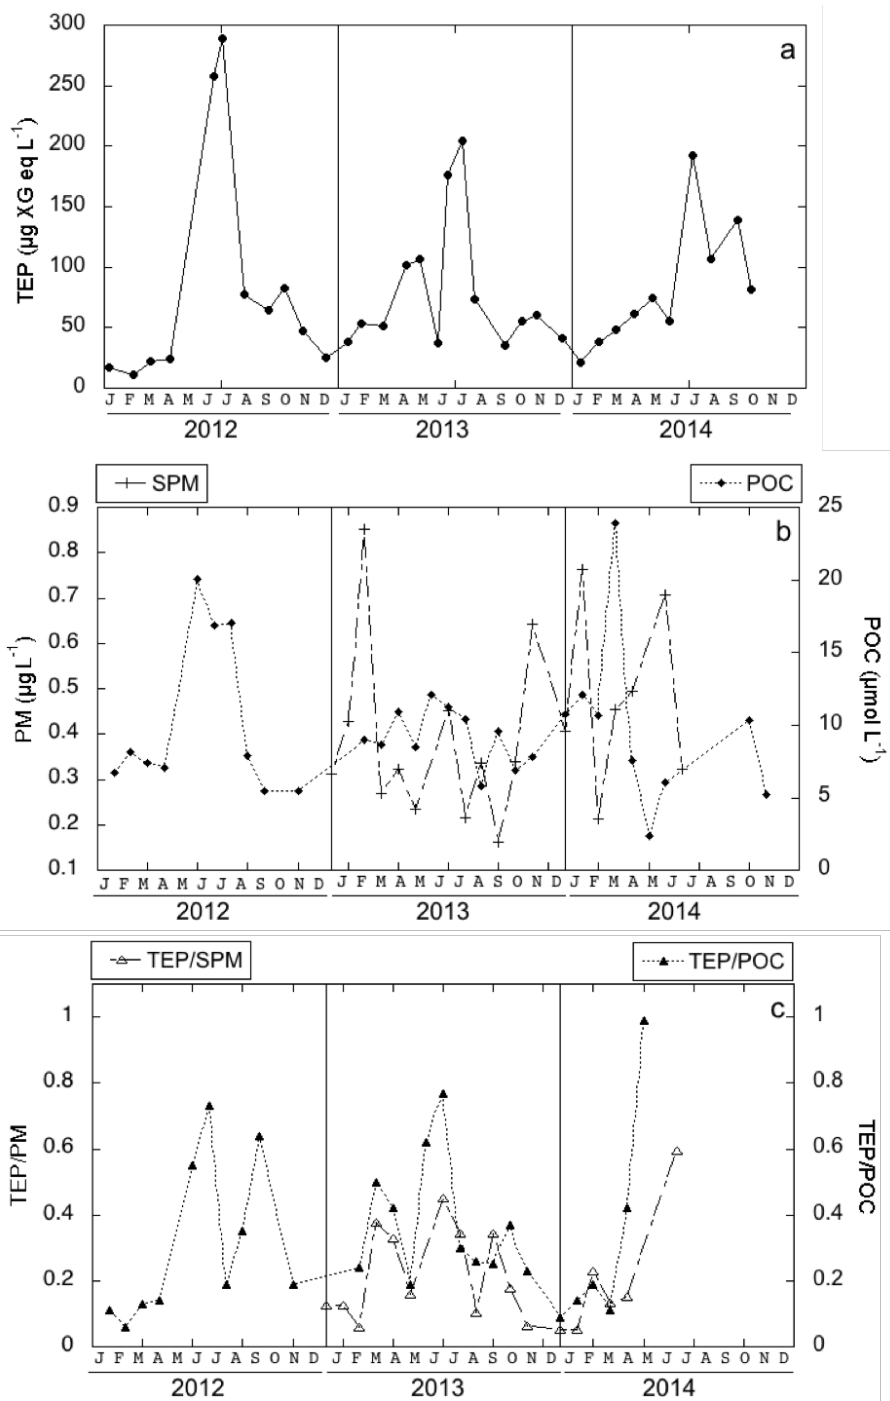 300
250
200
150
100
50
0
TEP (µg XG eq L-1)
a
J F M A M J J A S O N D J F M A M J J A S O N D J F M A M J J A S O N D
2012 2013 2014
SPM POC
0.9
0.8
0.7
0.6
0.5
0.4
0.3
0.2
0.1
PM (µg L-1)
b
25
20
15
10
5
0
POC (µmol L-1)
J F M A M J J A S O N D J F M A M J J A S O N D J F M A M J J A S O N D
2012 2013 2014
TEP/SPM TEP/POC
1
0.8
0.6
0.4
0.2
0
TEP/PM
c
1
0.8
0.6
0.4
0.2
0
TEP/POC
J F M A M J J A S O N D J F M A M J J A S O N D J F M A M J J A S O N D
2012 2013 2014